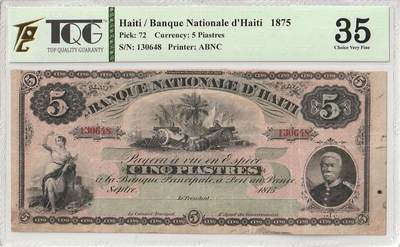 TQG
TOP QUALITY GUARANTY
Haiti / Banque Nationale d'Haiti 1875
Pick: 72 Currency: 5 Piastres
S/N: 130648 Printer: ABNC
35
Choice Very Fine
BANQUE NATIONALE D'HAITI
5 5
130648 130648
Payera à vue en Espèce
CINQ PIASTRES
à la Banque Principale, à Port au Prince
Septre. 1875
Le Président